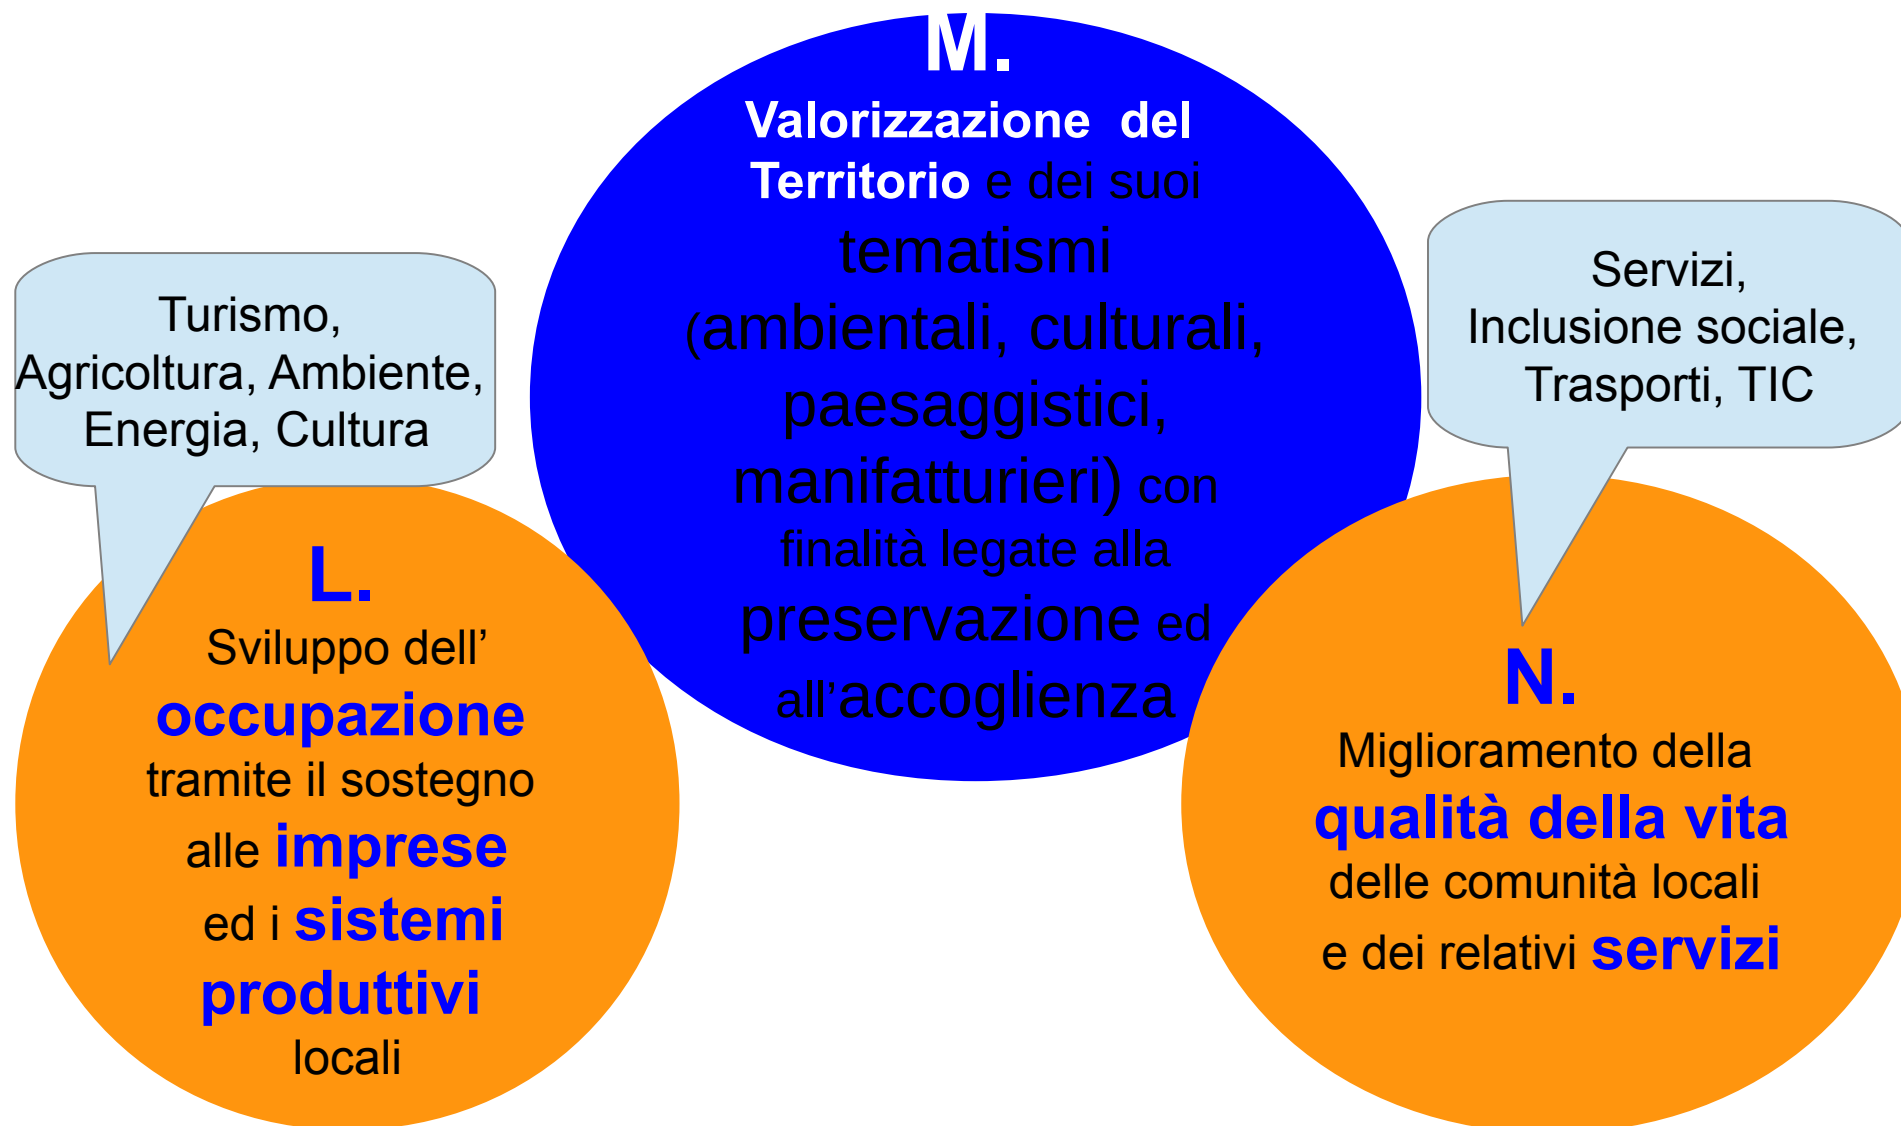 M.
Valorizzazione del
Territorio e dei suoi
tematismi
(ambientali, culturali,
paesaggistici,
manifatturieri) con
finalità legate alla
preservazione ed
all’accoglienza
Turismo,
Agricoltura, Ambiente,
Energia, Cultura
L.
Sviluppo dell’
occupazione
tramite il sostegno
alle imprese
ed i sistemi
produttivi
locali
Servizi,
Inclusione sociale,
Trasporti, TIC
N.
Miglioramento della
qualità della vita
delle comunità locali
e dei relativi servizi